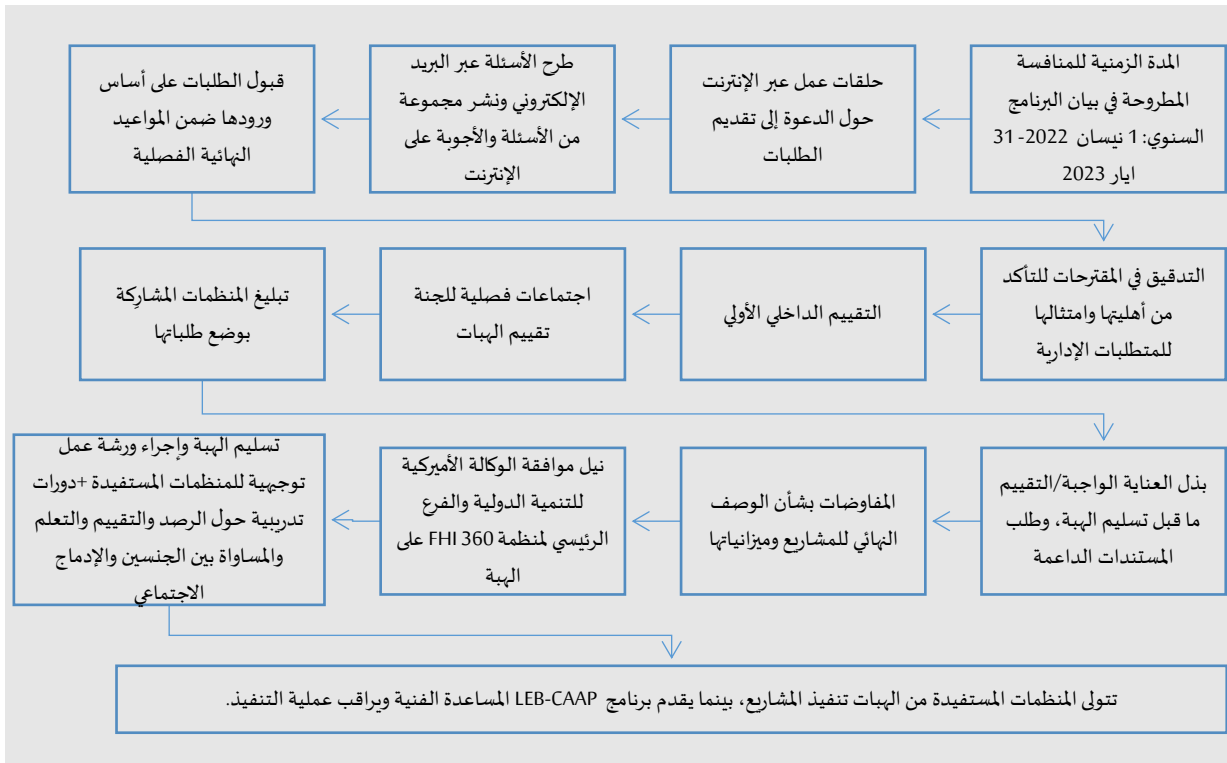 المدة الزمنية للمنافسة
المطروحة في بيان البرنامج
السنوي: 1 نيسان 2022- 31
ايار 2023
حلقات عمل عبر الإنترنت
حول الدعوة إلى تقديم
الطلبات
طرح الأسئلة عبر البريد
الإلكتروني ونشر مجموعة
من الأسئلة والأجوبة على
الإنترنت
قبول الطلبات على أساس
ورودها ضمن المواعيد
النهائية الفصلية
التدقيق في المقترحات للتأكد
من أهليتها وامتثالها
للمتطلبات الإدارية
التقييم الداخلي الأولي
اجتماعات فصلية للجنة
تقييم الهبات
تبليغ المنظمات المشارِكة
بوضع طلباتها
بذل العناية الواجبة/التقييم
ما قبل تسليم الهبة، وطلب
المستندات الداعمة
المفاوضات بشأن الوصف
النهائي للمشاريع وميزانياتها
نيل موافقة الوكالة الأميركية
للتنمية الدولية والفرع
الرئيسي لمنظمة FHI 360 على
الهبة
تسليم الهبة وإجراء ورشة عمل
توجيهية للمنظمات المستفيدة +دورات
تدريبية حول الرصد والتقييم والتعلم
والمساواة بين الجنسين والإدماج
الاجتماعي
تتولى المنظمات المستفيدة من الهبات تنفيذ المشاريع، بينما يقدم برنامج LEB-CAAP المساعدة الفنية ويراقب عملية التنفيذ.